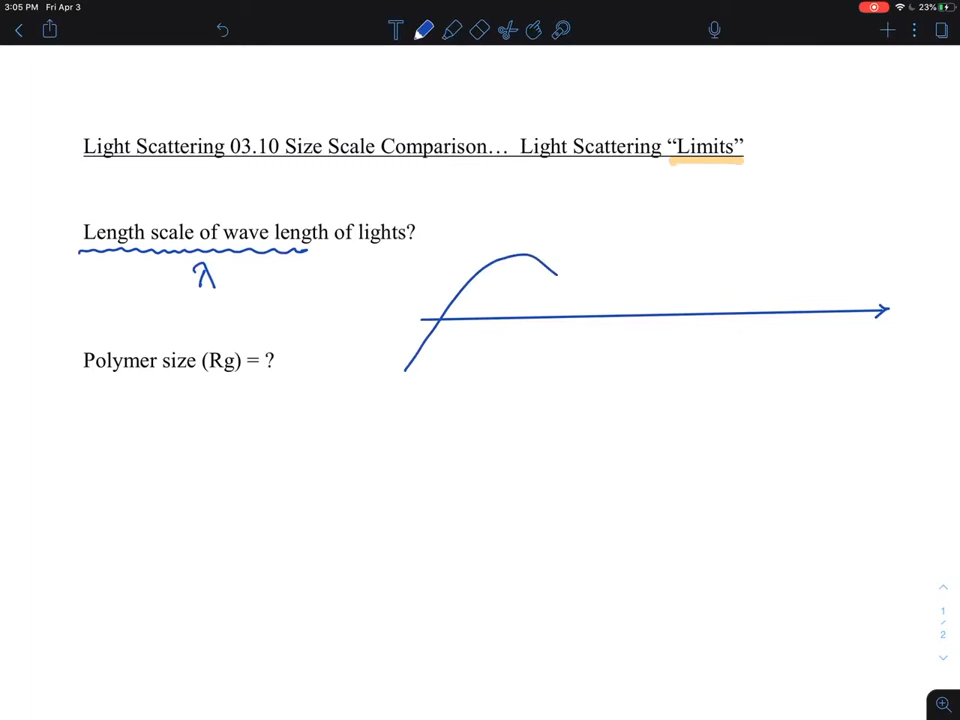 3:05 PM Fri Apr 3 23%
T
Light Scattering 03.10 Size Scale Comparison… Light Scattering “Limits”
Length scale of wave length of lights?
λ
Polymer size (Rg) = ?
1
/
2